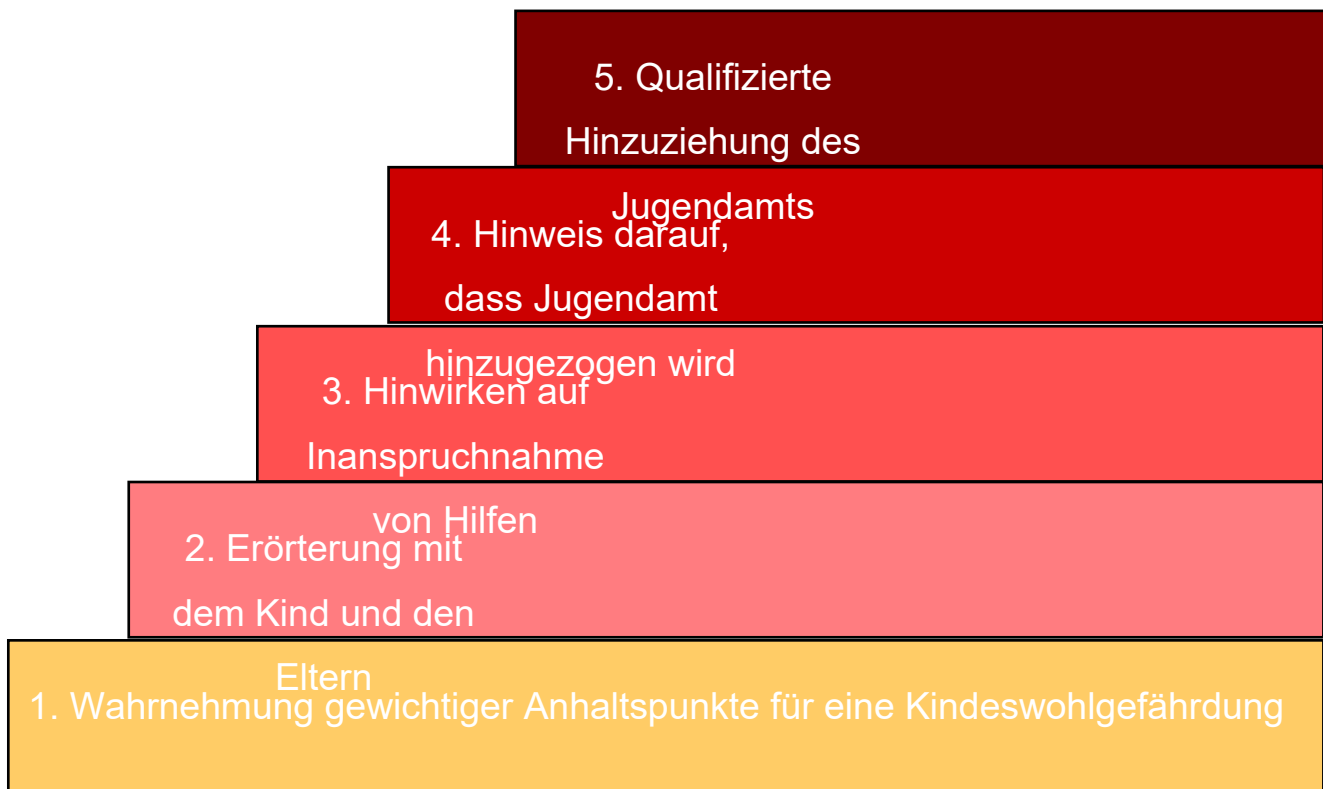 5. Qualifizierte
Hinzuziehung des
Jugendamts
4. Hinweis darauf,
dass Jugendamt
hinzugezogen wird
3. Hinwirken auf
Inanspruchnahme
von Hilfen
2. Erörterung mit
dem Kind und den
Eltern
1. Wahrnehmung gewichtiger Anhaltspunkte für eine Kindeswohlgefährdung